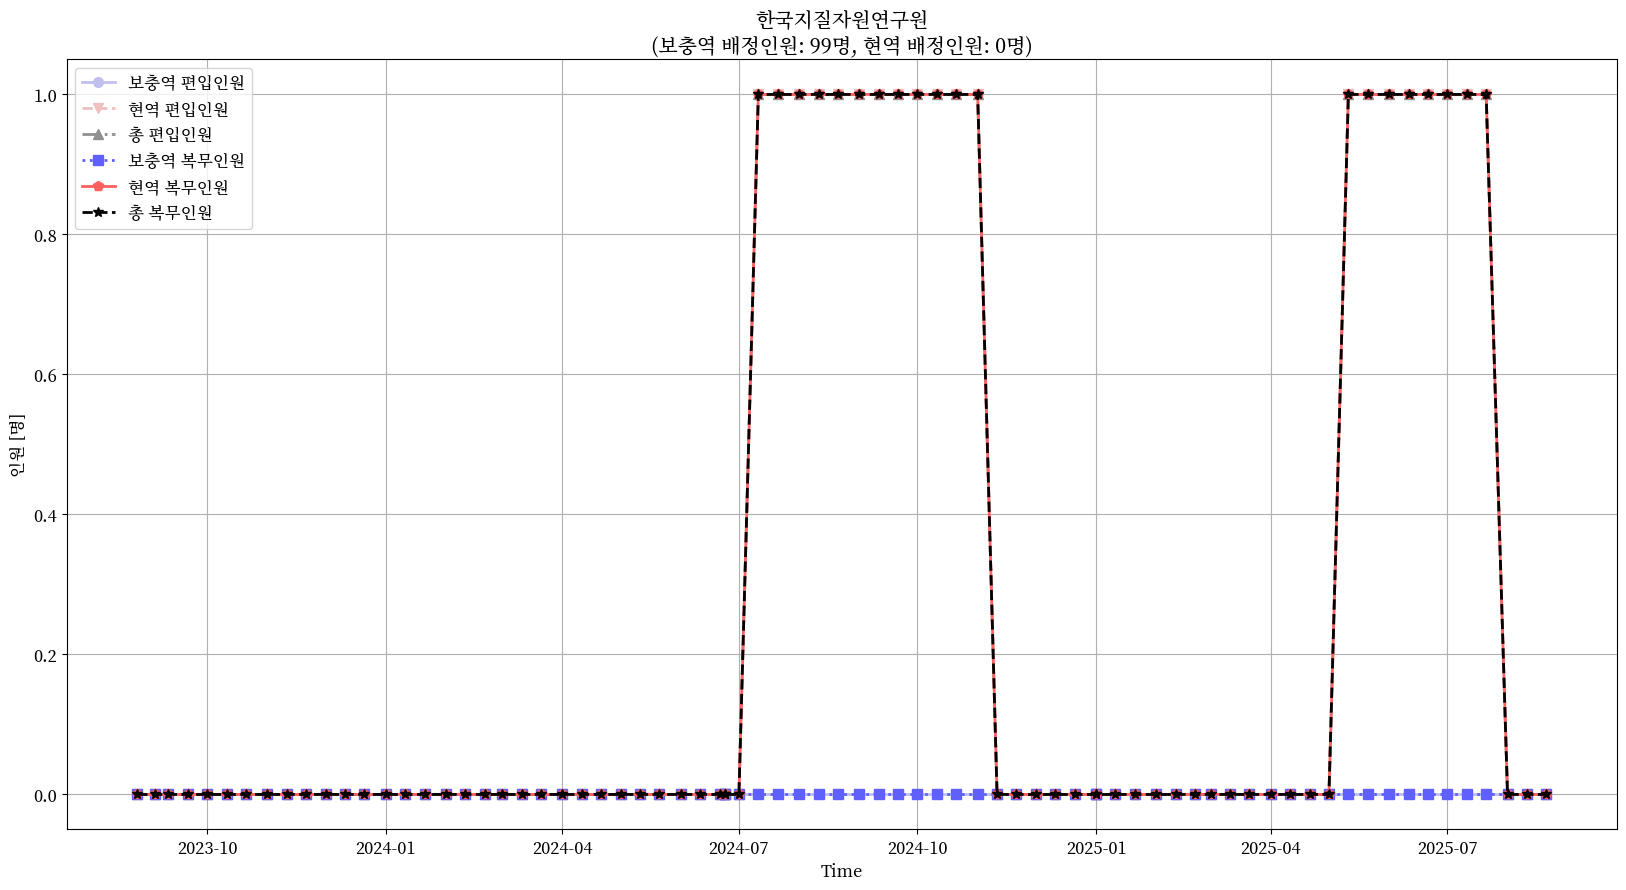 한국지질자원연구원
(보충역 배정인원: 99명, 현역 배정인원: 0명)
보충역 편입인원
현역 편입인원
총 편입인원
보충역 복무인원
현역 복무인원
총 복무인원
인원 [명]
1.0
0.8
0.6
0.4
0.2
0.0
2023-10
2024-01
2024-04
2024-07
2024-10
2025-01
2025-04
2025-07
Time